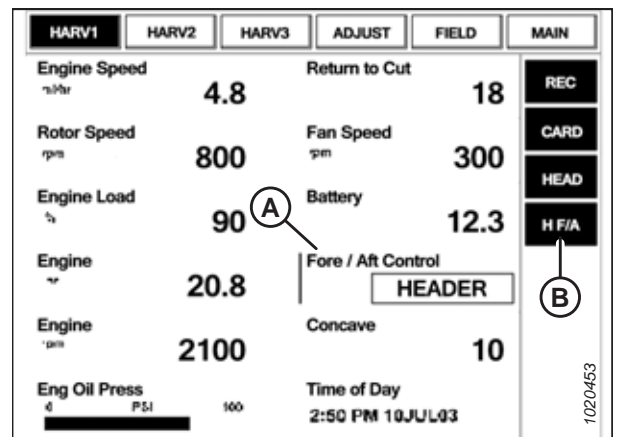 HARV1 HARV2 HARV3 ADJUST FIELD MAIN
Engine Speed Return to Cut REC
4.8 18
Rotor Speed Fan Speed CARD
rpm rpm
800 300
HEAD
Engine Load Battery
% A
90 12.3 H F/A
Engine Fore / Aft Control
20.8 HEADER B
Engine Concave
rpm
2100 10
Eng Oil Press Time of Day
0 PSI 100 2:50 PM 10JUL03
1020453